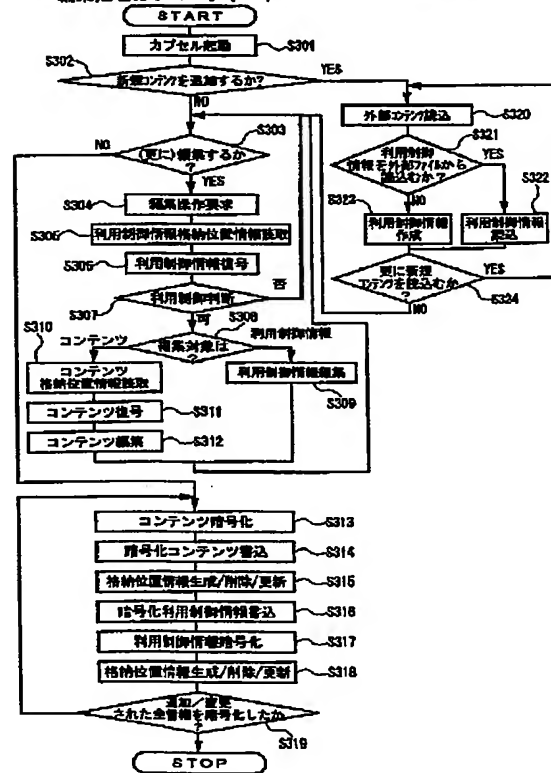 START
カプセル起動
S301
S302
新規コンテンツを追加するか?
YES
NO
外部コンテンツ読込
S320
S303
NO
(更に)編集するか
?
YES
S321
利用制御
情報を外部ファイルから
読込むか?
YES
NO
S322
S304
編集操作要求
S323
利用制御情報
作成
利用制御情報
読込
S305
利用制御情報格納位置情報読取
S306
利用制御情報復号
更に新規
コンテンツを読込むか
?
YES
S324
NO
S307
利用制御判断
否
可
S308
S310
コンテンツ
編集対象は
?
利用制御情報
コンテンツ
格納位置情報読取
利用制御情報編集
S309
コンテンツ復号
S311
コンテンツ編集
S312
コンテンツ暗号化
S313
暗号化コンテンツ書込
S314
格納位置情報生成/削除/更新
S315
暗号化利用制御情報書込
S316
利用制御情報暗号化
S317
格納位置情報生成/削除/更新
S318
追加/変更
された全情報を暗号化したか
?
S319
STOP